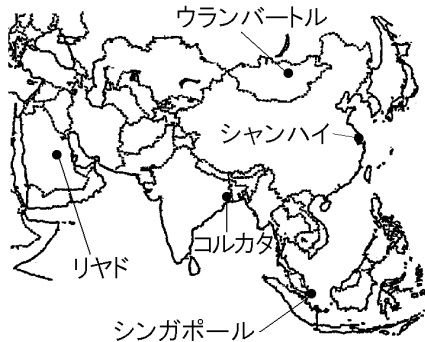 ウランバートル
シャンハイ
コルカタ
リヤド
シンガポール